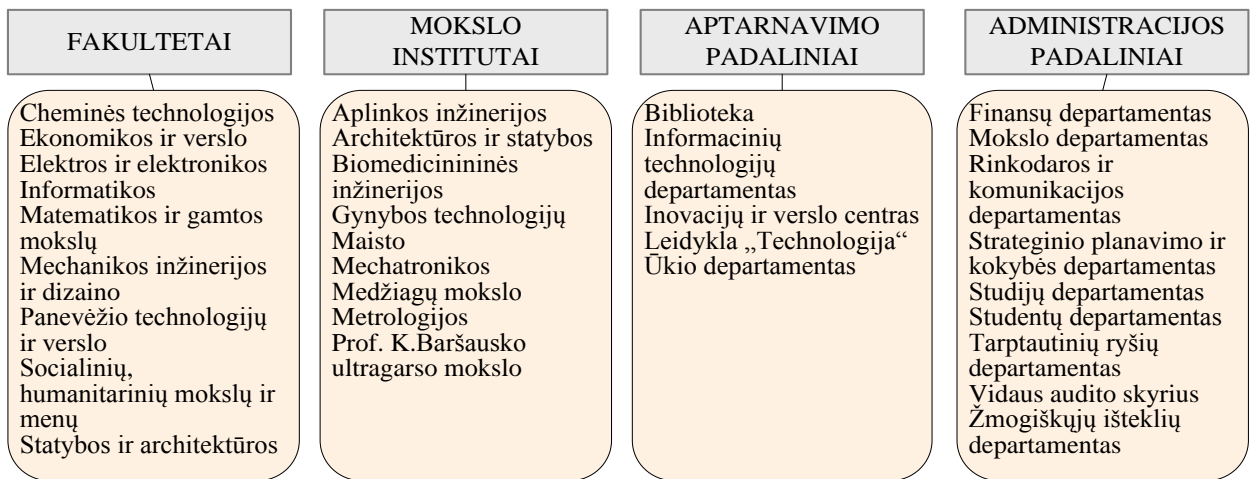 FAKULTETAI
Cheminės technologijos
Ekonomikos ir verslo
Elektros ir elektronikos
Informatikos
Matematikos ir gamtos
mokslų
Mechanikos inžinerijos
ir dizaino
Panevėžio technologijų
ir verslo
Socialinių,
humanitarinių mokslų ir
menų
Statybos ir architektūros
MOKSLO
INSTITUTAI
Aplinkos inžinerijos
Architektūros ir statybos
Biomedicinininės
inžinerijos
Gynybos technologijų
Maisto
Mechatronikos
Medžiagų mokslo
Metrologijos
Prof. K.Baršausko
ultragarso mokslo
APTARNAVIMO
PADALINIAI
Biblioteka
Informacinių
technologijų
departamentas
Inovacijų ir verslo centras
Leidykla „Technologija“
Ūkio departamentas
ADMINISTRACIJOS
PADALINIAI
Finansų departamentas
Mokslo departamentas
Rinkodaros ir
komunikacijos
departamentas
Strateginio planavimo ir
kokybės departamentas
Studijų departamentas
Studentų departamentas
Tarptautinių ryšių
departamentas
Vidaus audito skyrius
Žmogiškųjų išteklių
departamentas